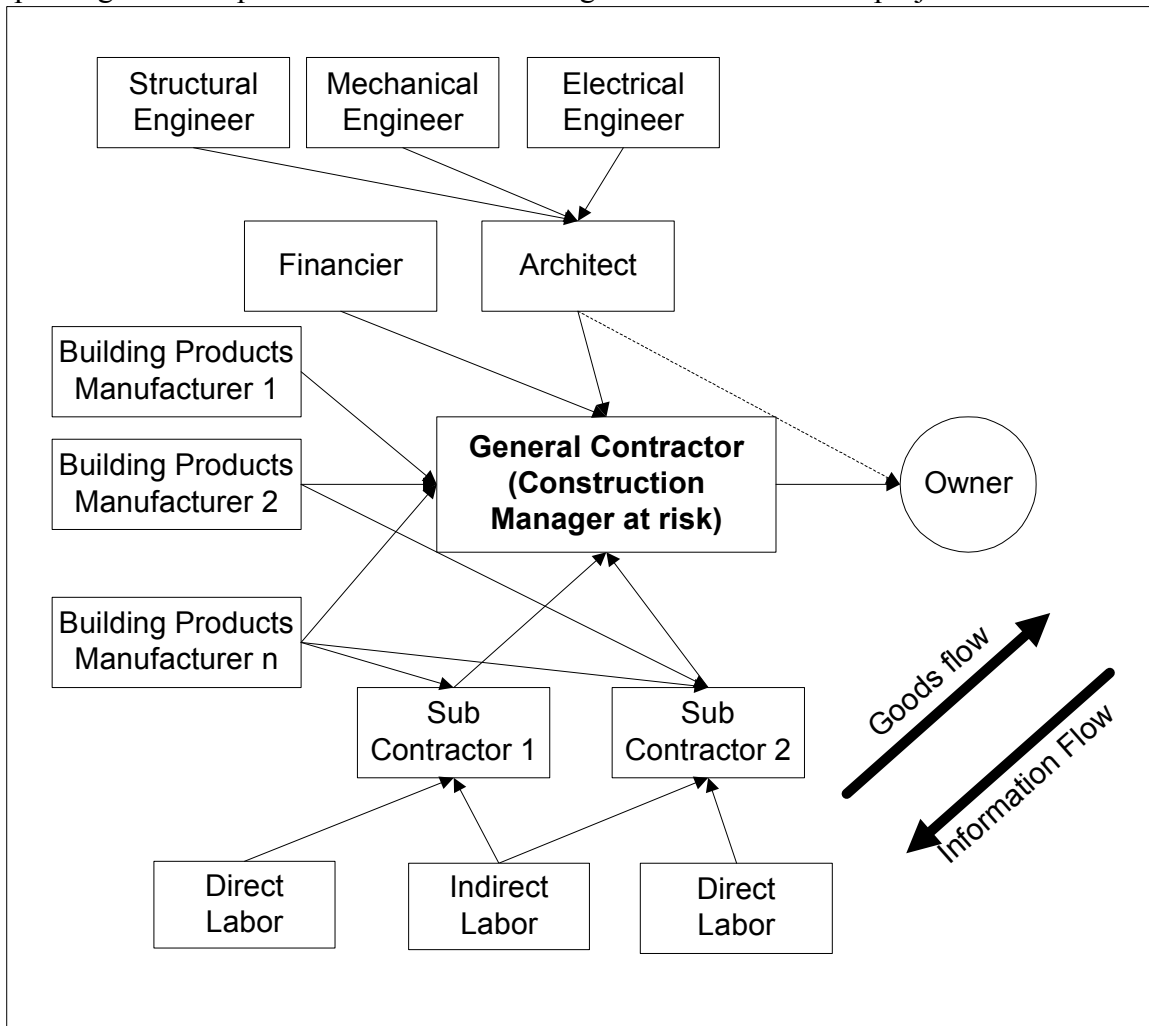 Structural
Engineer
Mechanical
Engineer
Electrical
Engineer
Financier
Architect
Building Products
Manufacturer 1
Building Products
Manufacturer 2
Building Products
Manufacturer n
General Contractor
(Construction
Manager at risk)
Owner
Sub
Contractor 1
Sub
Contractor 2
Goods flow
Information Flow
Direct
Labor
Indirect
Labor
Direct
Labor